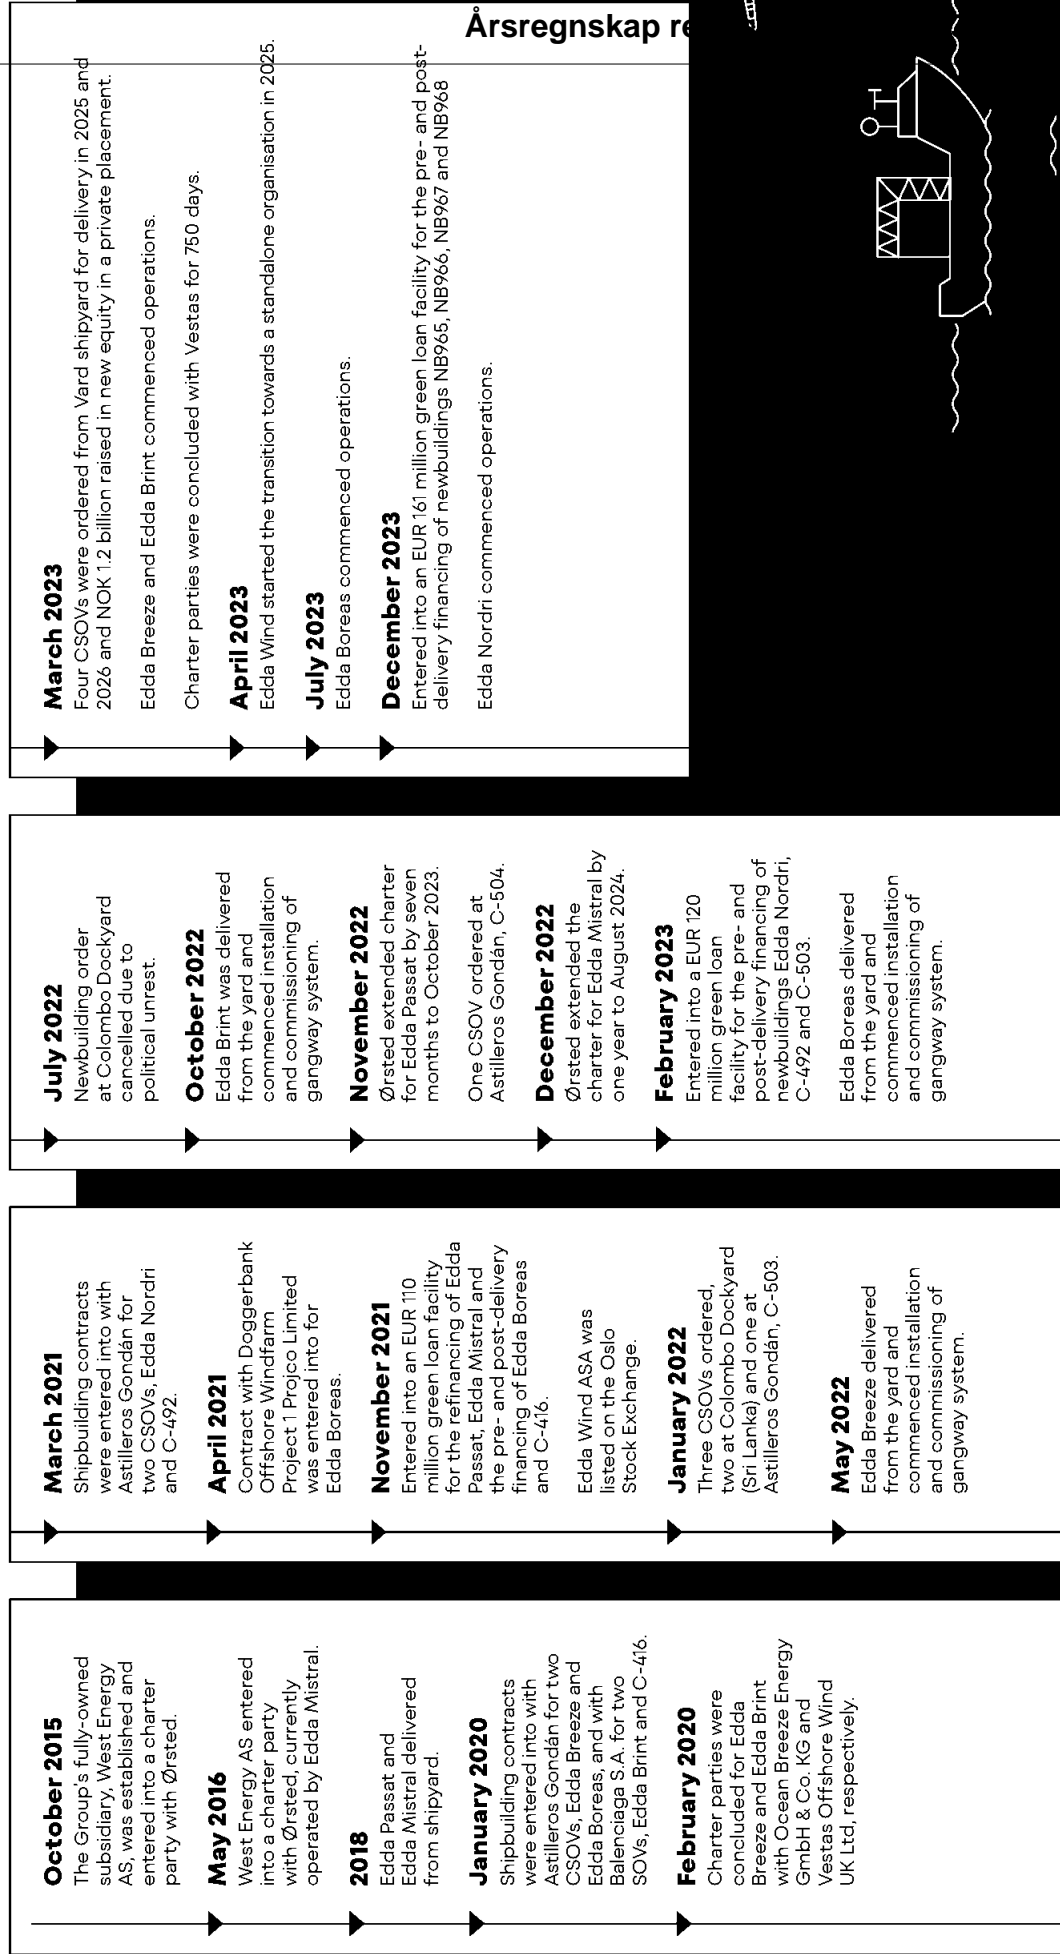 Årsregnskap re
October 2015
The Group's fully-owned
subsidiary, West Energy
AS, was established and
entered into a charter
party with Ørsted.
May 2016
West Energy AS entered
into a charter party
with Ørsted, currently
operated by Edda Mistral.
2018
Edda Passat and
Edda Mistral delivered
from shipyard.
January 2020
Shipbuilding contracts
were entered into with
Astilleros Gondán for two
CSOVs, Edda Breeze and
Edda Boreas, and with
Balenciaga S.A. for two
SOVs, Edda Brint and C-416.
February 2020
Charter parties were
concluded for Edda
Breeze and Edda Brint
with Ocean Breeze Energy
GmbH & Co. KG and
Vestas Offshore Wind
UK Ltd, respectively.
March 2021
Shipbuilding contracts
were entered into with
Astilleros Gondán for
two CSOVs, Edda Nordri
and C-492.
April 2021
Contract with Doggerbank
Offshore Windfarm
Project 1 Projco Limited
was entered into for
Edda Boreas.
November 2021
Entered into an EUR 110
million green loan facility
for the refinancing of Edda
Passat, Edda Mistral and
the pre- and post-delivery
financing of Edda Boreas
and C-416.
Edda Wind ASA was
listed on the Oslo
Stock Exchange.
January 2022
Three CSOVs ordered,
two at Colombo Dockyard
(Sri Lanka) and one at
Astilleros Gondán, C-503.
May 2022
Edda Breeze delivered
from the yard and
commenced installation
and commissioning of
gangway system.
July 2022
Newbuilding order
at Colombo Dockyard
cancelled due to
political unrest.
October 2022
Edda Brint was delivered
from the yard and
commenced installation
and commissioning of
gangway system.
November 2022
Ørsted extended charter
for Edda Passat by seven
months to October 2023.
One CSOV ordered at
Astilleros Gondán, C-504.
December 2022
Ørsted extended the
charter for Edda Mistral by
one year to August 2024.
February 2023
Entered into a EUR 120
million green loan
facility for the pre- and
post-delivery financing of
newbuildings Edda Nordri,
C-492 and C-503.
Edda Boreas delivered
from the yard and
commenced installation
and commissioning of
gangway system.
March 2023
Four CSOVs were ordered from Vard shipyard for delivery in 2025 and
2026 and NOK 1.2 billion raised in new equity in a private placement.
Edda Breeze and Edda Brint commenced operations.
Charter parties were concluded with Vestas for 750 days.
April 2023
Edda Wind started the transition towards a standalone organisation in 2025.
July 2023
Edda Boreas commenced operations.
December 2023
Entered into an EUR 161 million green loan facility for the pre- and post-
delivery financing of newbuildings NB965, NB966, NB967 and NB968
Edda Nordri commenced operations.